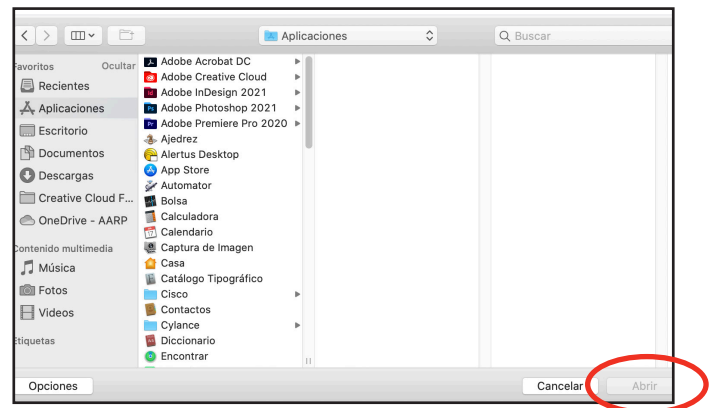 Aplicaciones
Buscar
Favoritos Ocultar
Recientes
Aplicaciones
Escritorio
Documentos
Descargas
Creative Cloud F...
OneDrive - AARP
Contenido multimedia
Música
Fotos
Videos
Etiquetas
Adobe Acrobat DC
Adobe Creative Cloud
Adobe InDesign 2021
Adobe Photoshop 2021
Adobe Premiere Pro 2020
Ajedrez
Alertus Desktop
App Store
Automator
Bolsa
Calculadora
Calendario
Captura de Imagen
Casa
Catálogo Tipográfico
Cisco
Contactos
Cylance
Diccionario
Encontrar
Opciones
Cancelar
Abrir